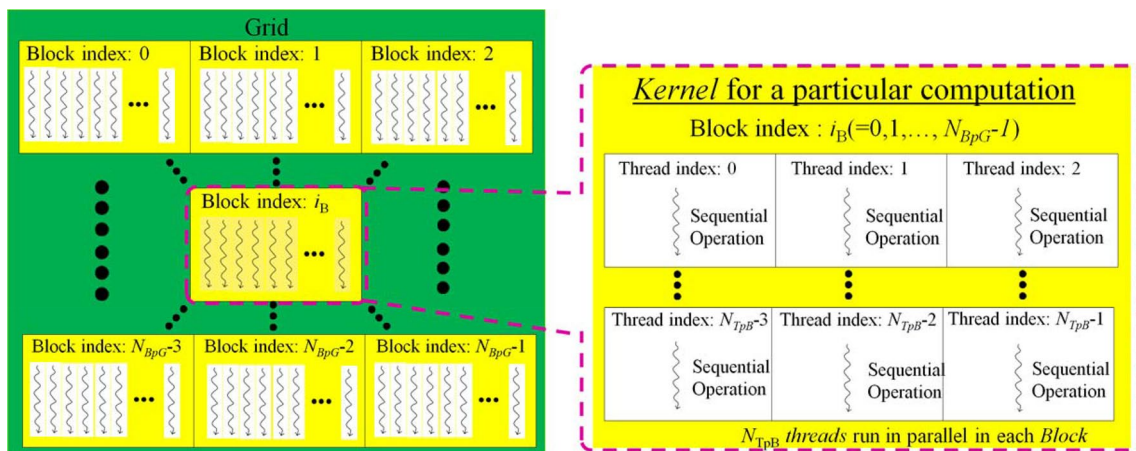 Grid
Block index: 0
Block index: 1
Block index: 2
Block index: iB
Block index: NBpG-3
Block index: NBpG-2
Block index: NBpG-1
Kernel for a particular computation
Block index : iB(=0,1,…, NBpG-1)
Thread index: 0
Thread index: 1
Thread index: 2
Sequential
Operation
Sequential
Operation
Sequential
Operation
Thread index: NTpB-3
Thread index: NTpB-2
Thread index: NTpB-1
Sequential
Operation
Sequential
Operation
Sequential
Operation
NTpB threads run in parallel in each Block